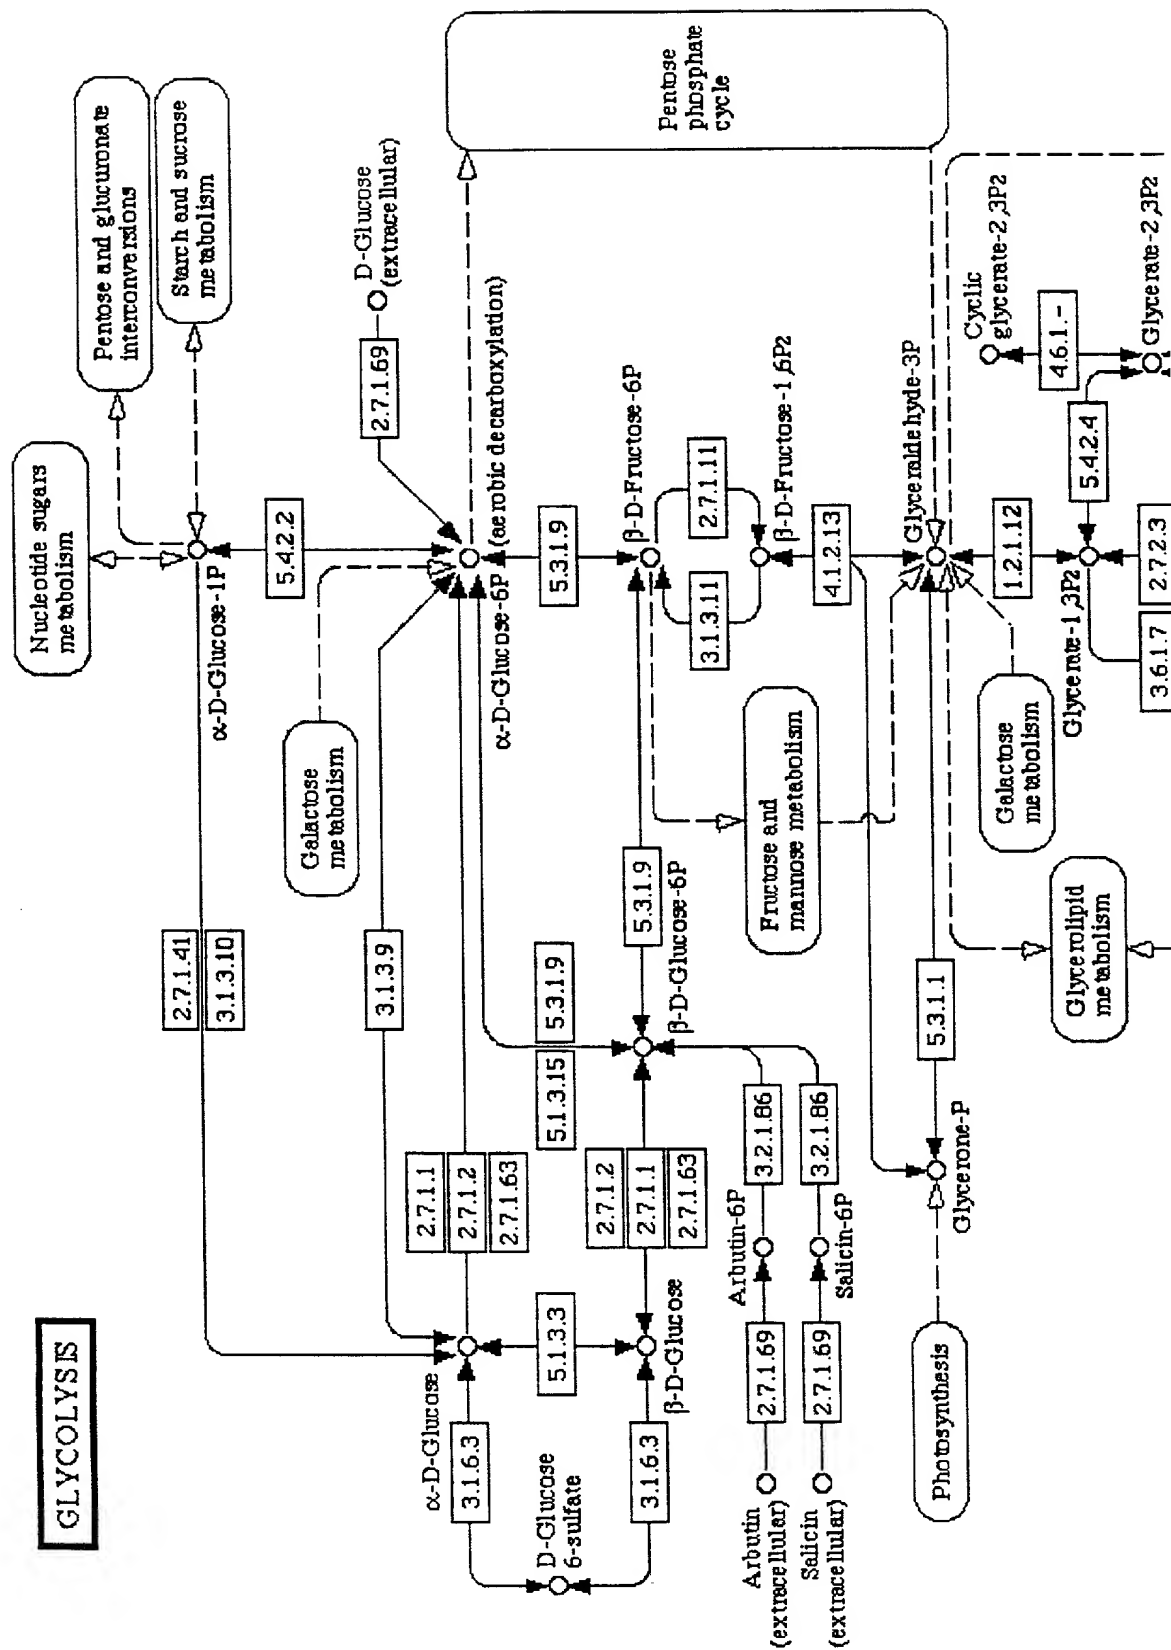 GLYCOLYSIS
Nucleotide sugars
metabolism
Pentose and glucuronate
interconversions
Starch and sucrose
metabolism
α-D-Glucose-1P
2.7.1.41
3.1.3.10
5.4.2.2
D-Glucose
(extracellular)
2.7.1.69
Galactose
metabolism
3.1.3.9
(aerobic decarboxylation)
α-D-Glucose-6P
Pentose
phosphate
cycle
α-D-Glucose
2.7.1.1
2.7.1.2
2.7.1.63
3.1.6.3
D-Glucose
6-sulfate
5.1.3.3
5.1.3.15
5.3.1.9
5.3.1.9
3.1.6.3
β-D-Glucose
2.7.1.2
2.7.1.1
2.7.1.63
β-D-Glucose-6P
5.3.1.9
β-D-Fructose-6P
3.1.3.11
2.7.1.11
β-D-Fructose-1,6P2
Arbutin
(extracellular)
2.7.1.69
Arbutin-6P
3.2.1.86
Salicin
(extracellular)
2.7.1.69
Salicin-6P
3.2.1.86
Fructose and
mannose metabolism
4.1.2.13
Glyceraldehyde-3P
Photosynthesis
Glycerone-P
5.3.1.1
Glycerolipid
metabolism
Galactose
metabolism
1.2.1.12
Glycerate-1,3P2
Cyclic
glycerate-2,3P2
4.6.1.-
5.4.2.4
Glycerate-2,3P2
3.6.1.7
2.7.2.3